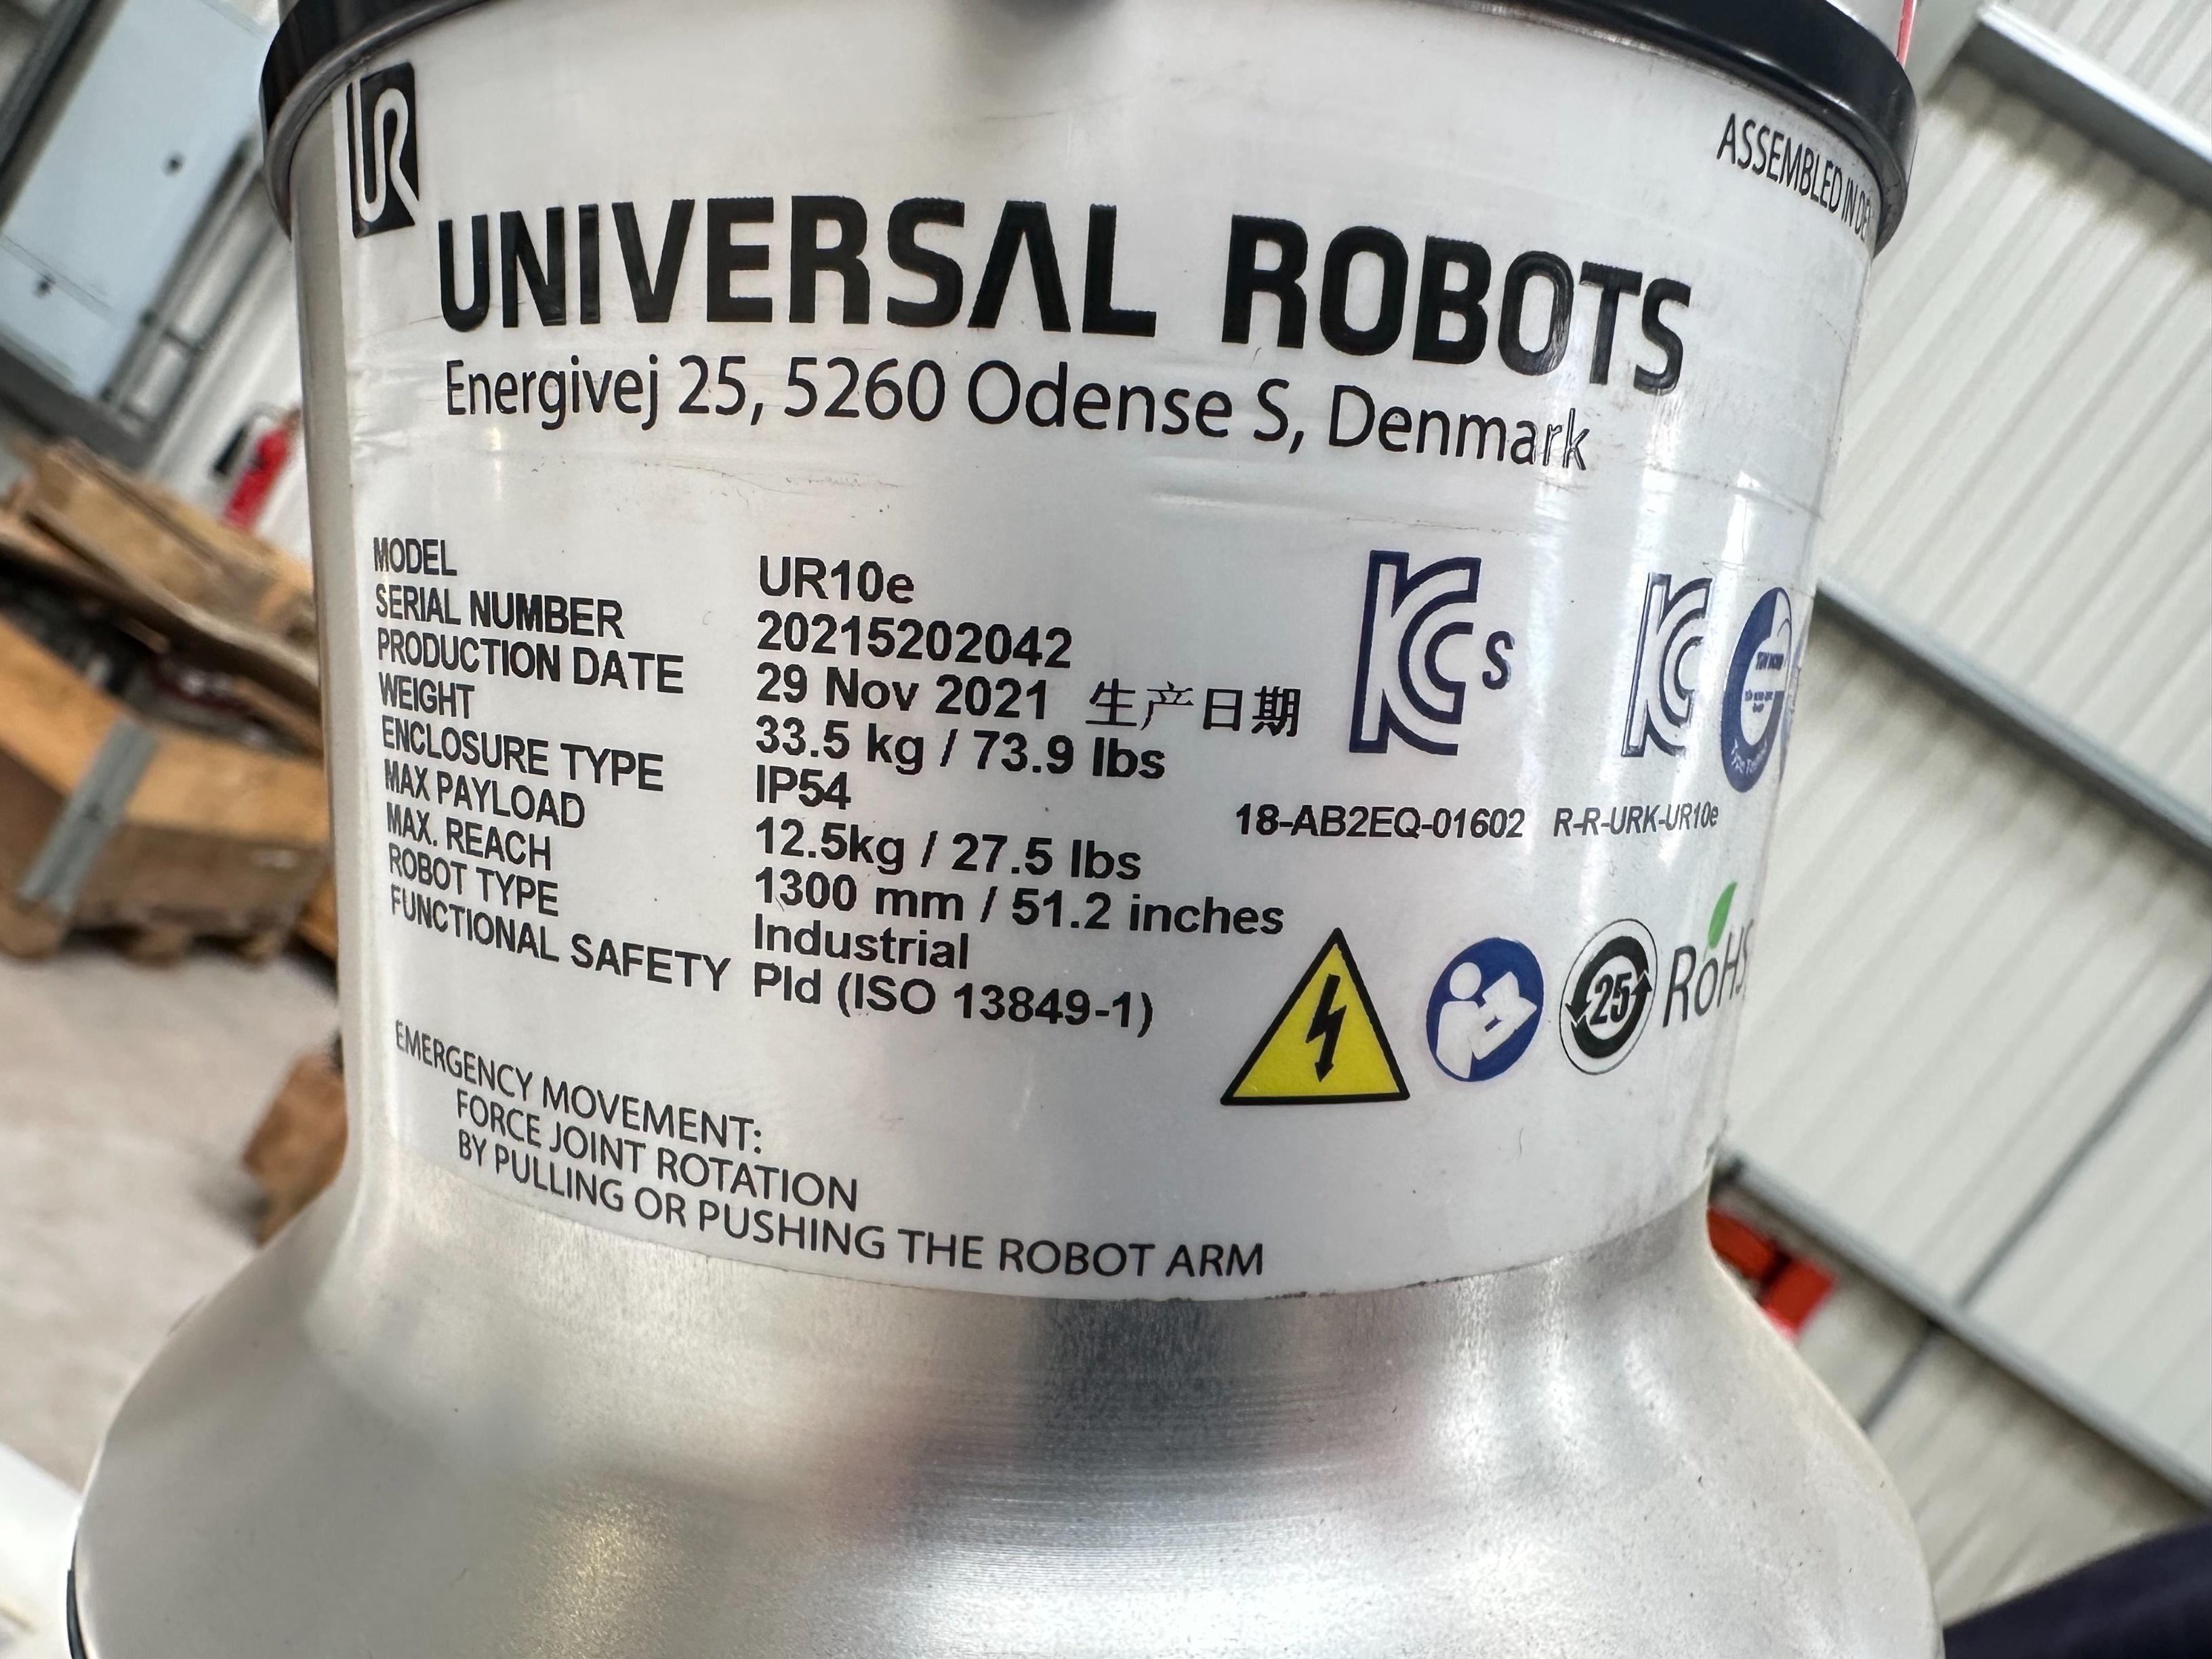 UR
ASSEMBLED IN
UNIVERSAL ROBOTS
Energivej 25, 5260 Odense S, Denmark
MODEL UR10e
SERIAL NUMBER 20215202042
PRODUCTION DATE 29 Nov 2021 生产日期
WEIGHT 33.5 kg / 73.9 lbs
ENCLOSURE TYPE IP54
MAX PAYLOAD 12.5kg / 27.5 lbs
MAX. REACH 1300 mm / 51.2 inches
ROBOT TYPE Industrial
FUNCTIONAL SAFETY Pld (ISO 13849-1)
KC S
KC
18-AB2EQ-01602 R-R-URK-UR10e
25
RoHS
EMERGENCY MOVEMENT:
FORCE JOINT ROTATION
BY PULLING OR PUSHING THE ROBOT ARM